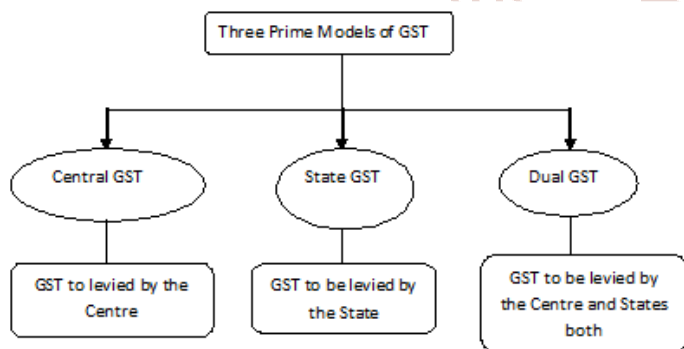 Three Prime Models of GST
Central GST
State GST
Dual GST
GST to levied by the
Centre
GST to be levied by
the State
GST to be levied by
the Centre and States
both